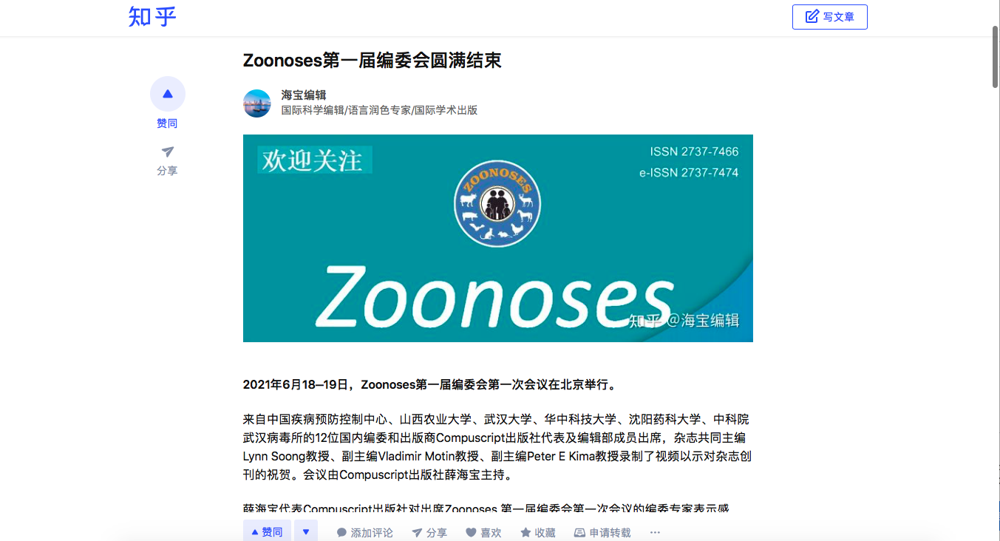 知乎
写文章
Zoonoses第一届编委会圆满结束
海宝编辑
国际科学编辑/语言润色专家/国际学术出版
赞同
分享
欢迎关注
ISSN 2737-7466
e-ISSN 2737-7474
ZOONOSES
Zoonoses
知乎 @海宝编辑
2021年6月18—19日，Zoonoses第一届编委会第一次会议在北京举行。
来自中国疾病预防控制中心、山西农业大学、武汉大学、华中科技大学、沈阳药科大学、中科院
武汉病毒所的12位国内编委和出版商Compuscript出版社代表及编辑部成员出席，杂志共同主编
Lynn Soong教授、副主编Vladimir Motin教授、副主编Peter E Kima教授录制了视频以示对杂志创
刊的祝贺。会议由Compuscript出版社薛海宝主持。
薛海宝代表Compuscript出版社对出席Zoonoses 第一届编委会第一次会议的编委专家表示感
赞同
添加评论
分享
喜欢
收藏
申请转载